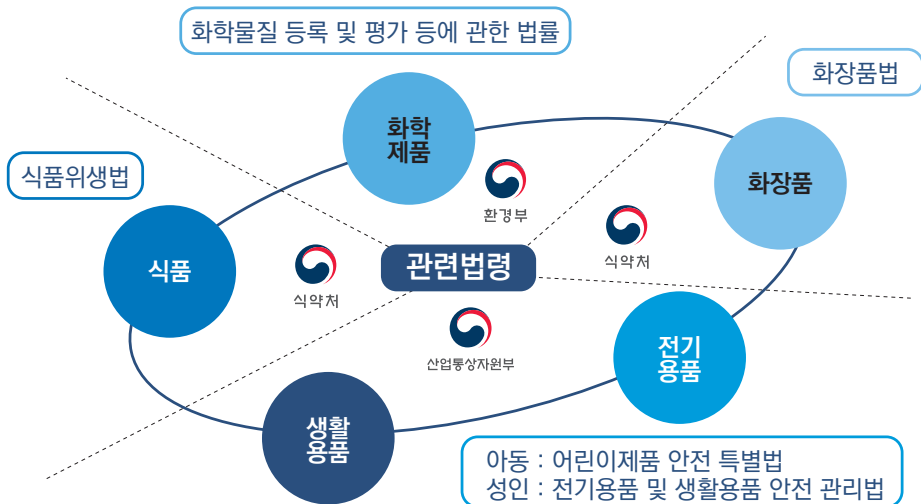 화학물질 등록 및 평가 등에 관한 법률
화장품법
화학
제품
식품위생법
화장품
환경부
식품
식약처
관련법령
식약처
산업통상자원부
전기
용품
생활
용품
아동 : 어린이제품 안전 특별법
성인 : 전기용품 및 생활용품 안전 관리법